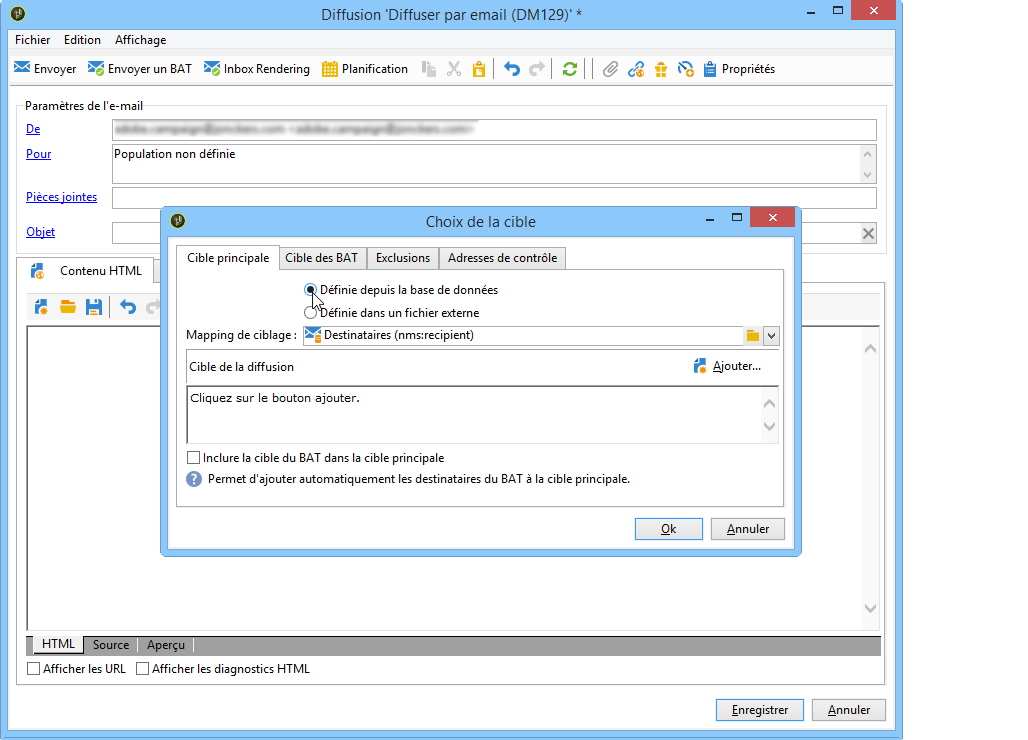 Diffusion 'Diffuser par email (DM129)' *
Fichier Edition Affichage
Envoyer Envoyer un BAT Inbox Rendering Planification Propriétés
Paramètres de l'e-mail
De
Pour Population non définie
Pièces jointes
Objet
Choix de la cible
Cible principale Cible des BAT Exclusions Adresses de contrôle
Définie depuis la base de données
Définie dans un fichier externe
Mapping de ciblage : Destinataires (nms:recipient)
Cible de la diffusion Ajouter...
Cliquez sur le bouton ajouter.
Inclure la cible du BAT dans la cible principale
? Permet d'ajouter automatiquement les destinataires du BAT à la cible principale.
Ok Annuler
Contenu HTML
HTML Source Aperçu
Afficher les URL Afficher les diagnostics HTML
Enregistrer Annuler